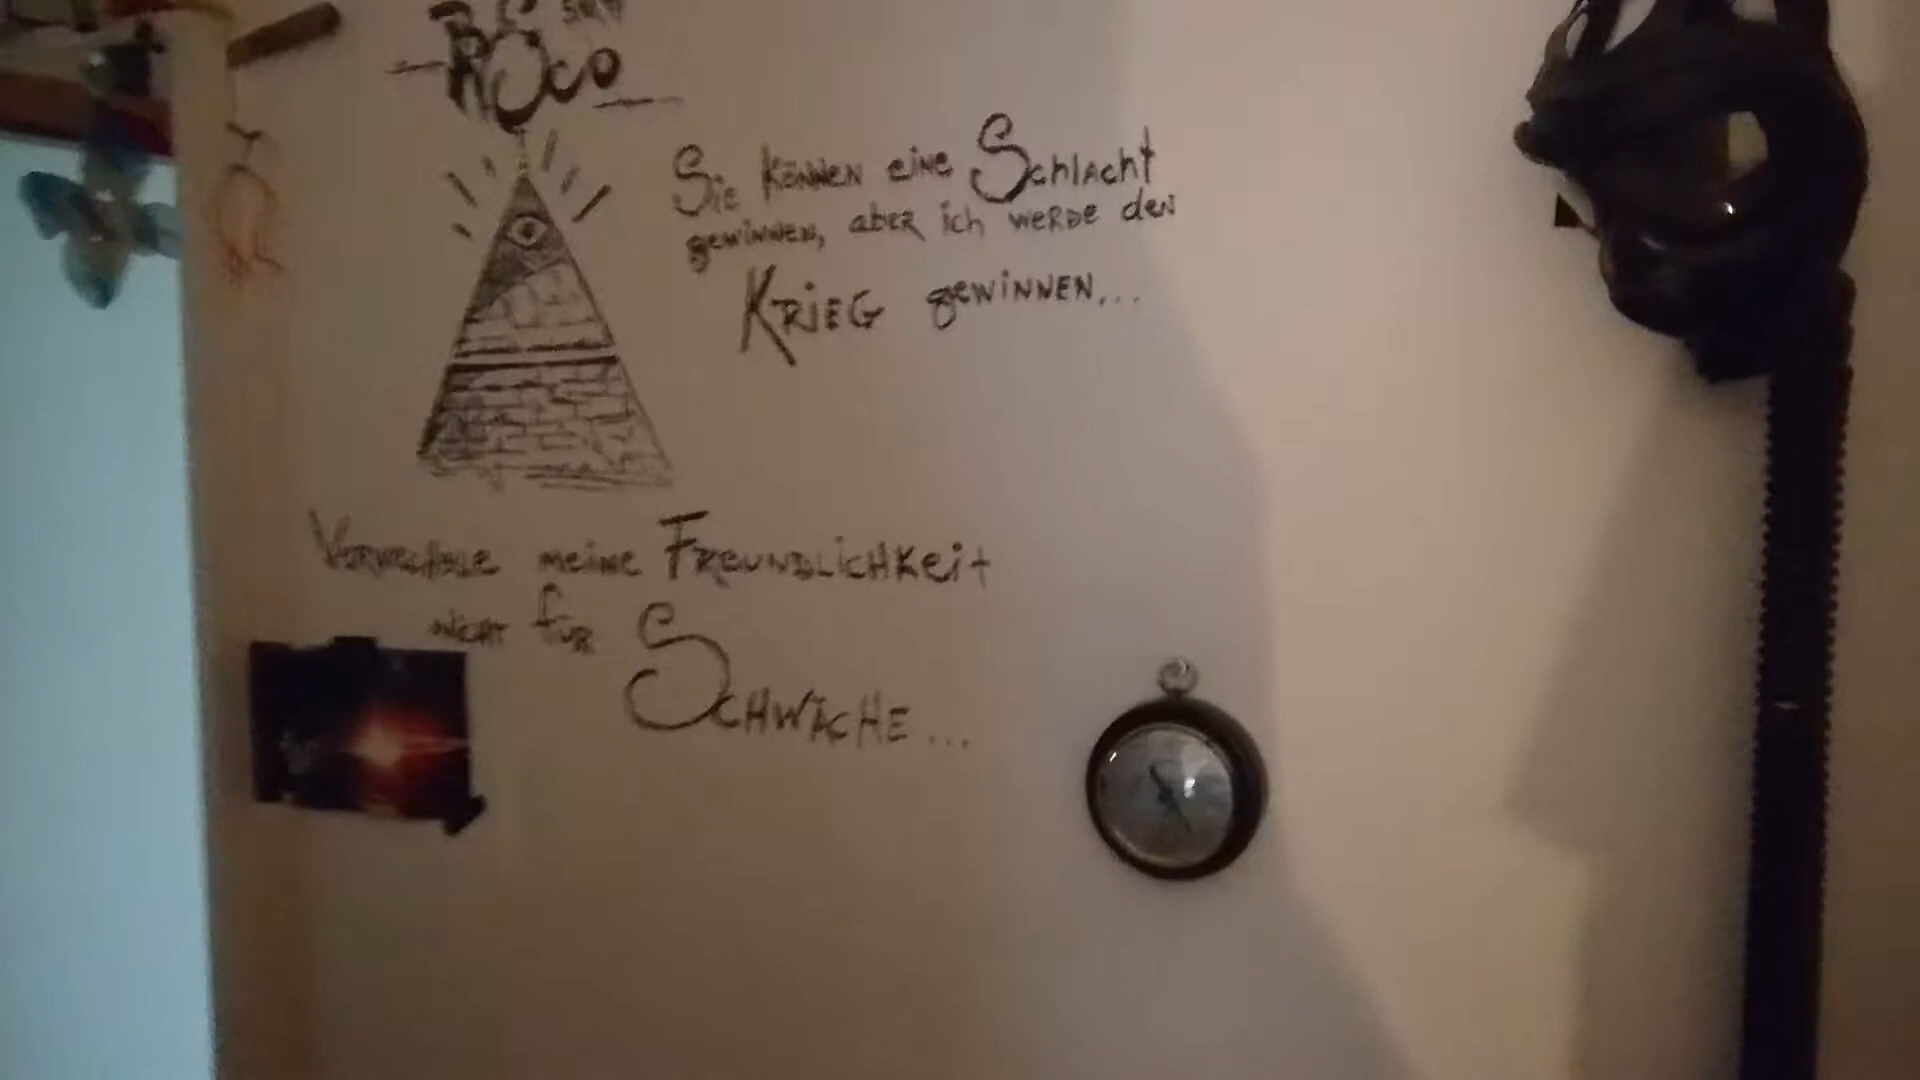 Roco
Sie können eine Schlacht
gewinnen, aber ich werde den
Krieg gewinnen...
Verwechsle meine Freundlichkeit
nicht für
Schwäche...